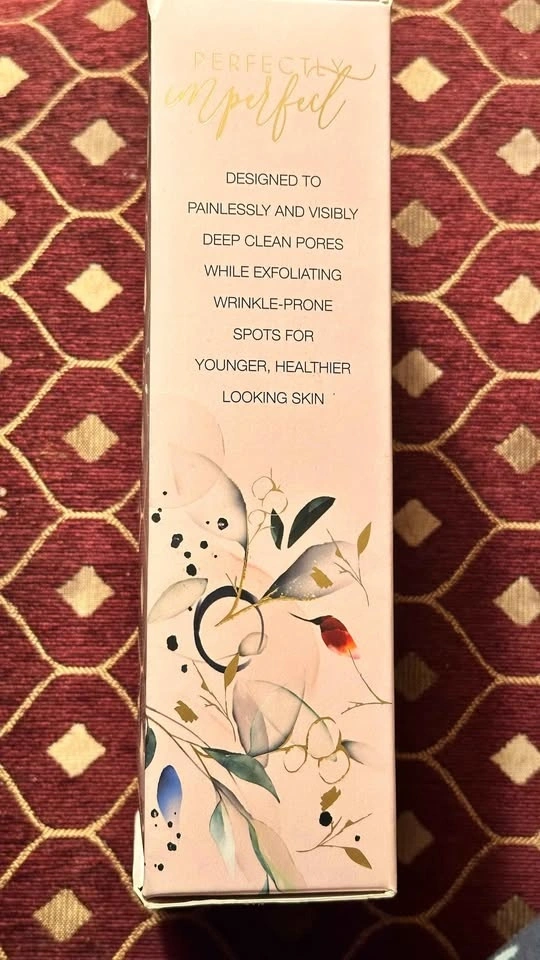 PERFECTLY
imperfect
DESIGNED TO
PAINLESSLY AND VISIBLY
DEEP CLEAN PORES
WHILE EXFOLIATING
WRINKLE-PRONE
SPOTS FOR
YOUNGER, HEALTHIER
LOOKING SKIN